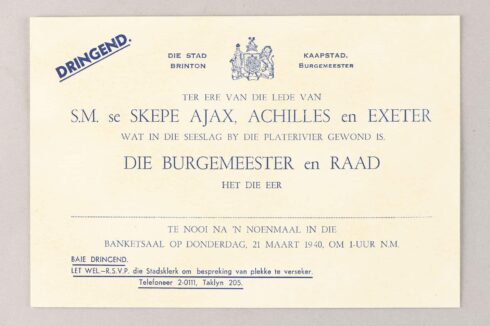 DRINGEND.
DIE STAD KAAPSTAD,
BRINTON BURGEMEESTER
TER ERE VAN DIE LEDE VAN
S.M. se SKEPE AJAX, ACHILLES en EXETER
WAT IN DIE SEESLAG BY DIE PLATERIVIER GEWOND IS.
DIE BURGEMEESTER en RAAD
HET DIE EER
TE NOOI NA 'N NOENMAAL IN DIE
BANKETSAAL OP DONDERDAG, 21 MAART 1940, OM 1-UUR N.M.
BAIE DRINGEND.
LET WEL.—R.S.V.P. die Stadsklerk om bespreking van plekke te verseker.
Telefoneer 2-0111, Taklyn 205.